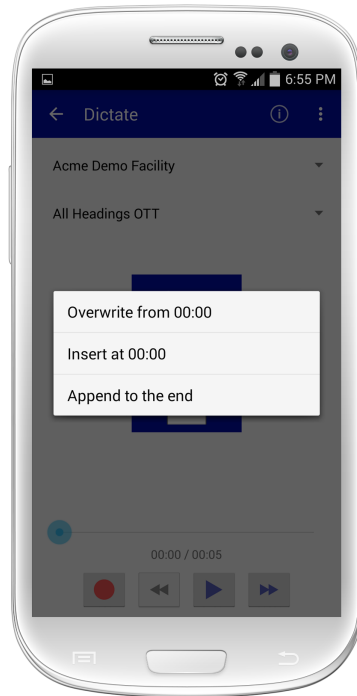 6:55 PM
Dictate
Acme Demo Facility
All Headings OTT
Overwrite from 00:00
Insert at 00:00
Append to the end
00:00 / 00:05